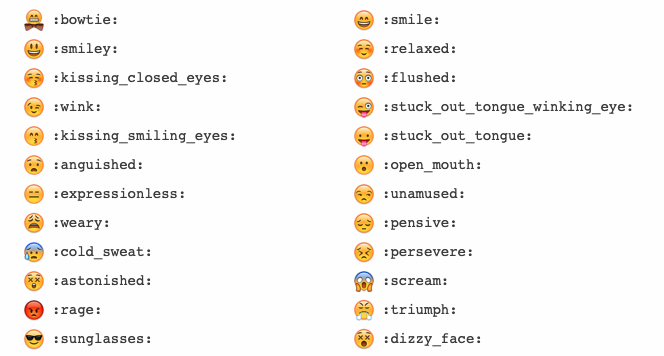 :bowtie: :smile:
:smiley: :relaxed:
:kissing_closed_eyes: :flushed:
:wink: :stuck_out_tongue_winking_eye:
:kissing_smiling_eyes: :stuck_out_tongue:
:anguished: :open_mouth:
:expressionless: :unamused:
:weary: :pensive:
:cold_sweat: :persevere:
:astonished: :scream:
:rage: :triumph:
:sunglasses: :dizzy_face: